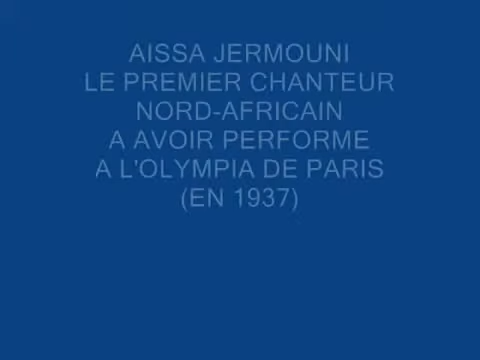 AISSA JERMOUNI
LE PREMIER CHANTEUR
NORD-AFRICAIN
A AVOIR PERFORME
A L'OLYMPIA DE PARIS
(EN 1937)